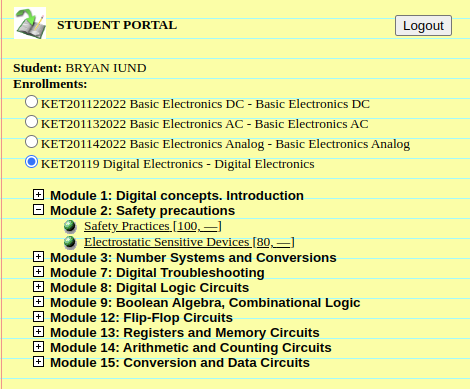 STUDENT PORTAL
Logout
Student: BRYAN IUND
Enrollments:
KET201122022 Basic Electronics DC - Basic Electronics DC
KET201132022 Basic Electronics AC - Basic Electronics AC
KET201142022 Basic Electronics Analog - Basic Electronics Analog
KET20119 Digital Electronics - Digital Electronics
Module 1: Digital concepts. Introduction
Module 2: Safety precautions
Safety Practices [100, —]
Electrostatic Sensitive Devices [80, —]
Module 3: Number Systems and Conversions
Module 7: Digital Troubleshooting
Module 8: Digital Logic Circuits
Module 9: Boolean Algebra, Combinational Logic
Module 12: Flip-Flop Circuits
Module 13: Registers and Memory Circuits
Module 14: Arithmetic and Counting Circuits
Module 15: Conversion and Data Circuits